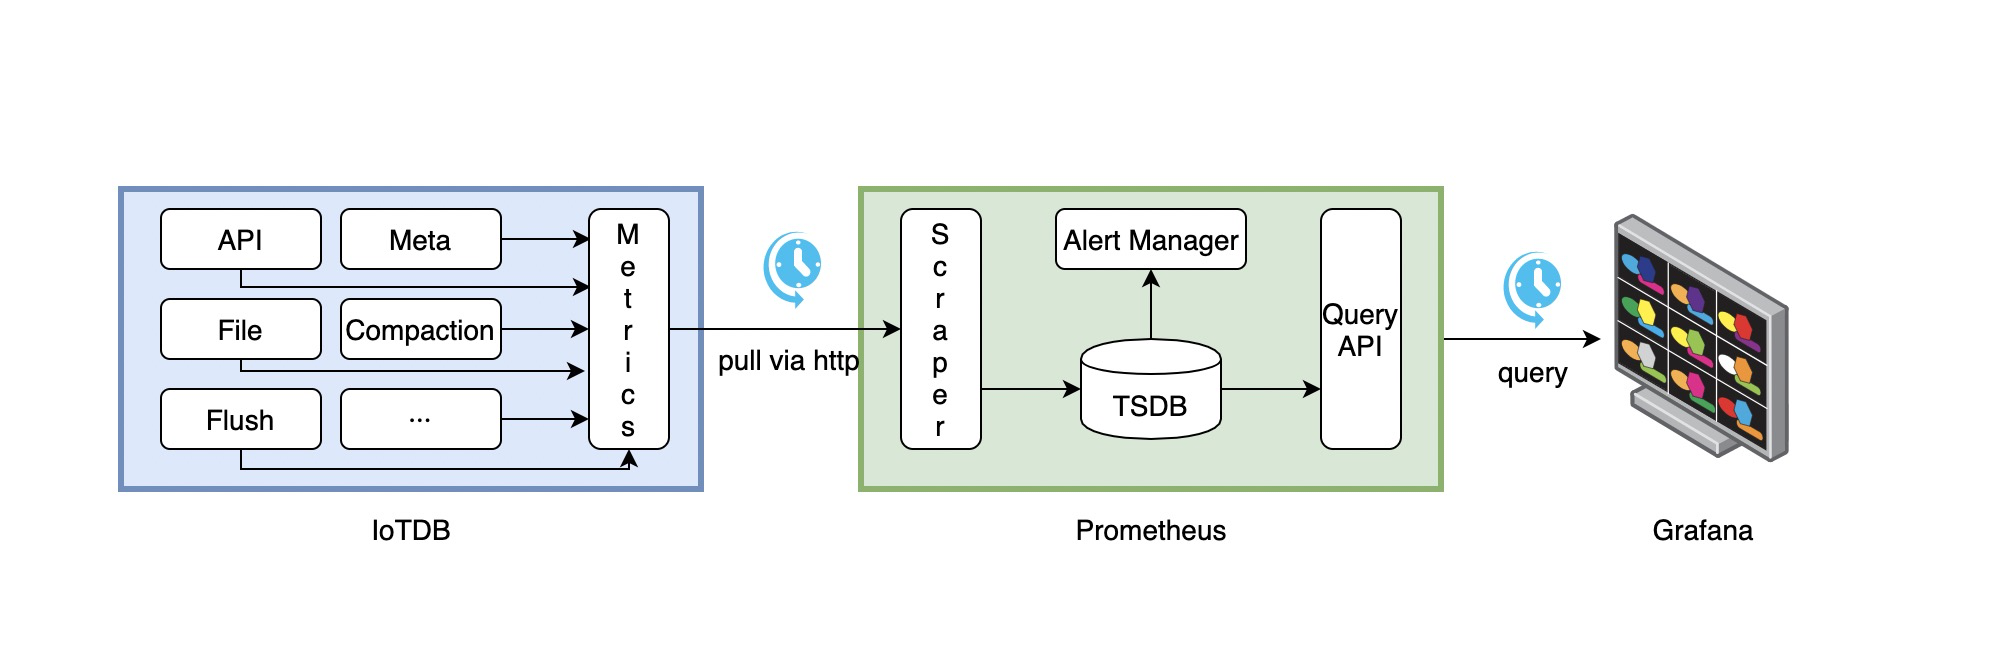 API
Meta
File
Compaction
Flush
...
Metrics
IoTDB
pull via http
Scraper
Alert Manager
TSDB
Query
API
Prometheus
query
Grafana